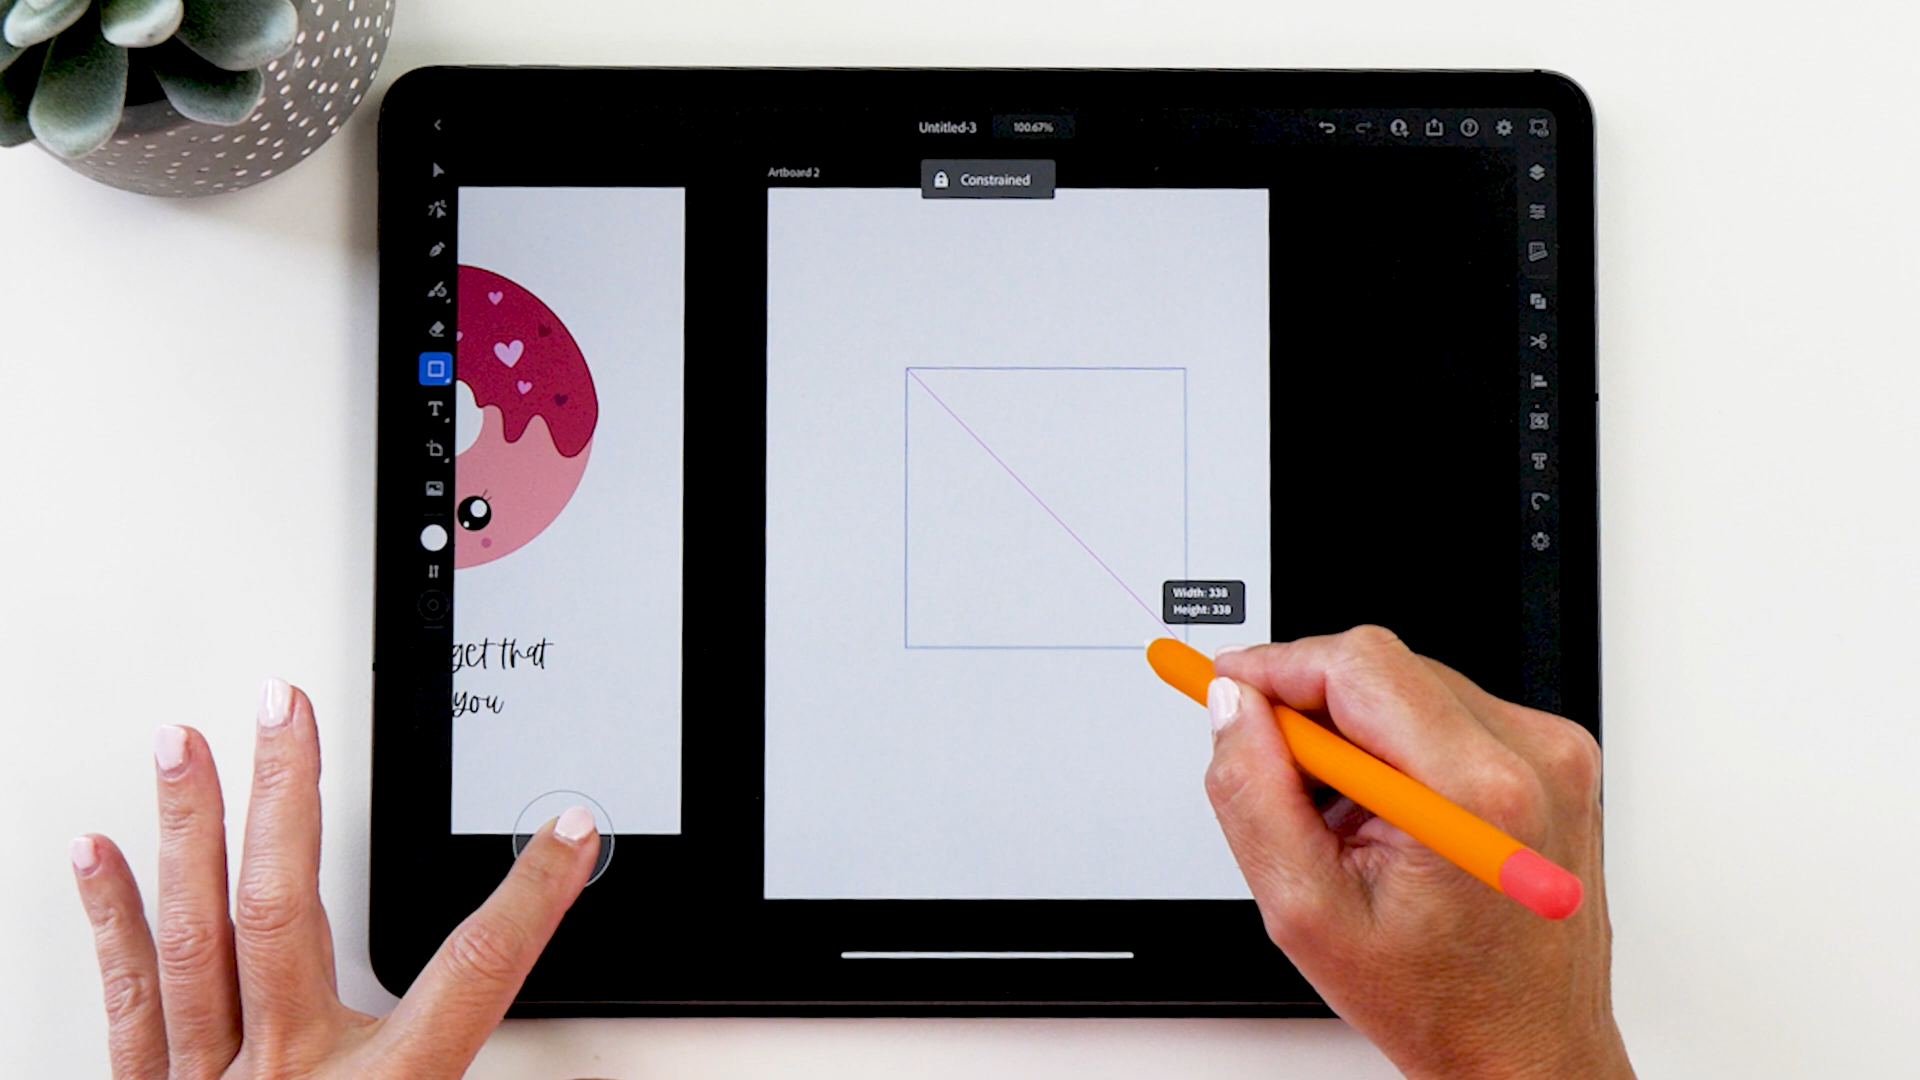 Untitled-3
100.67%
Artboard 2
Constrained
Width: 338
Height: 338
get that
you